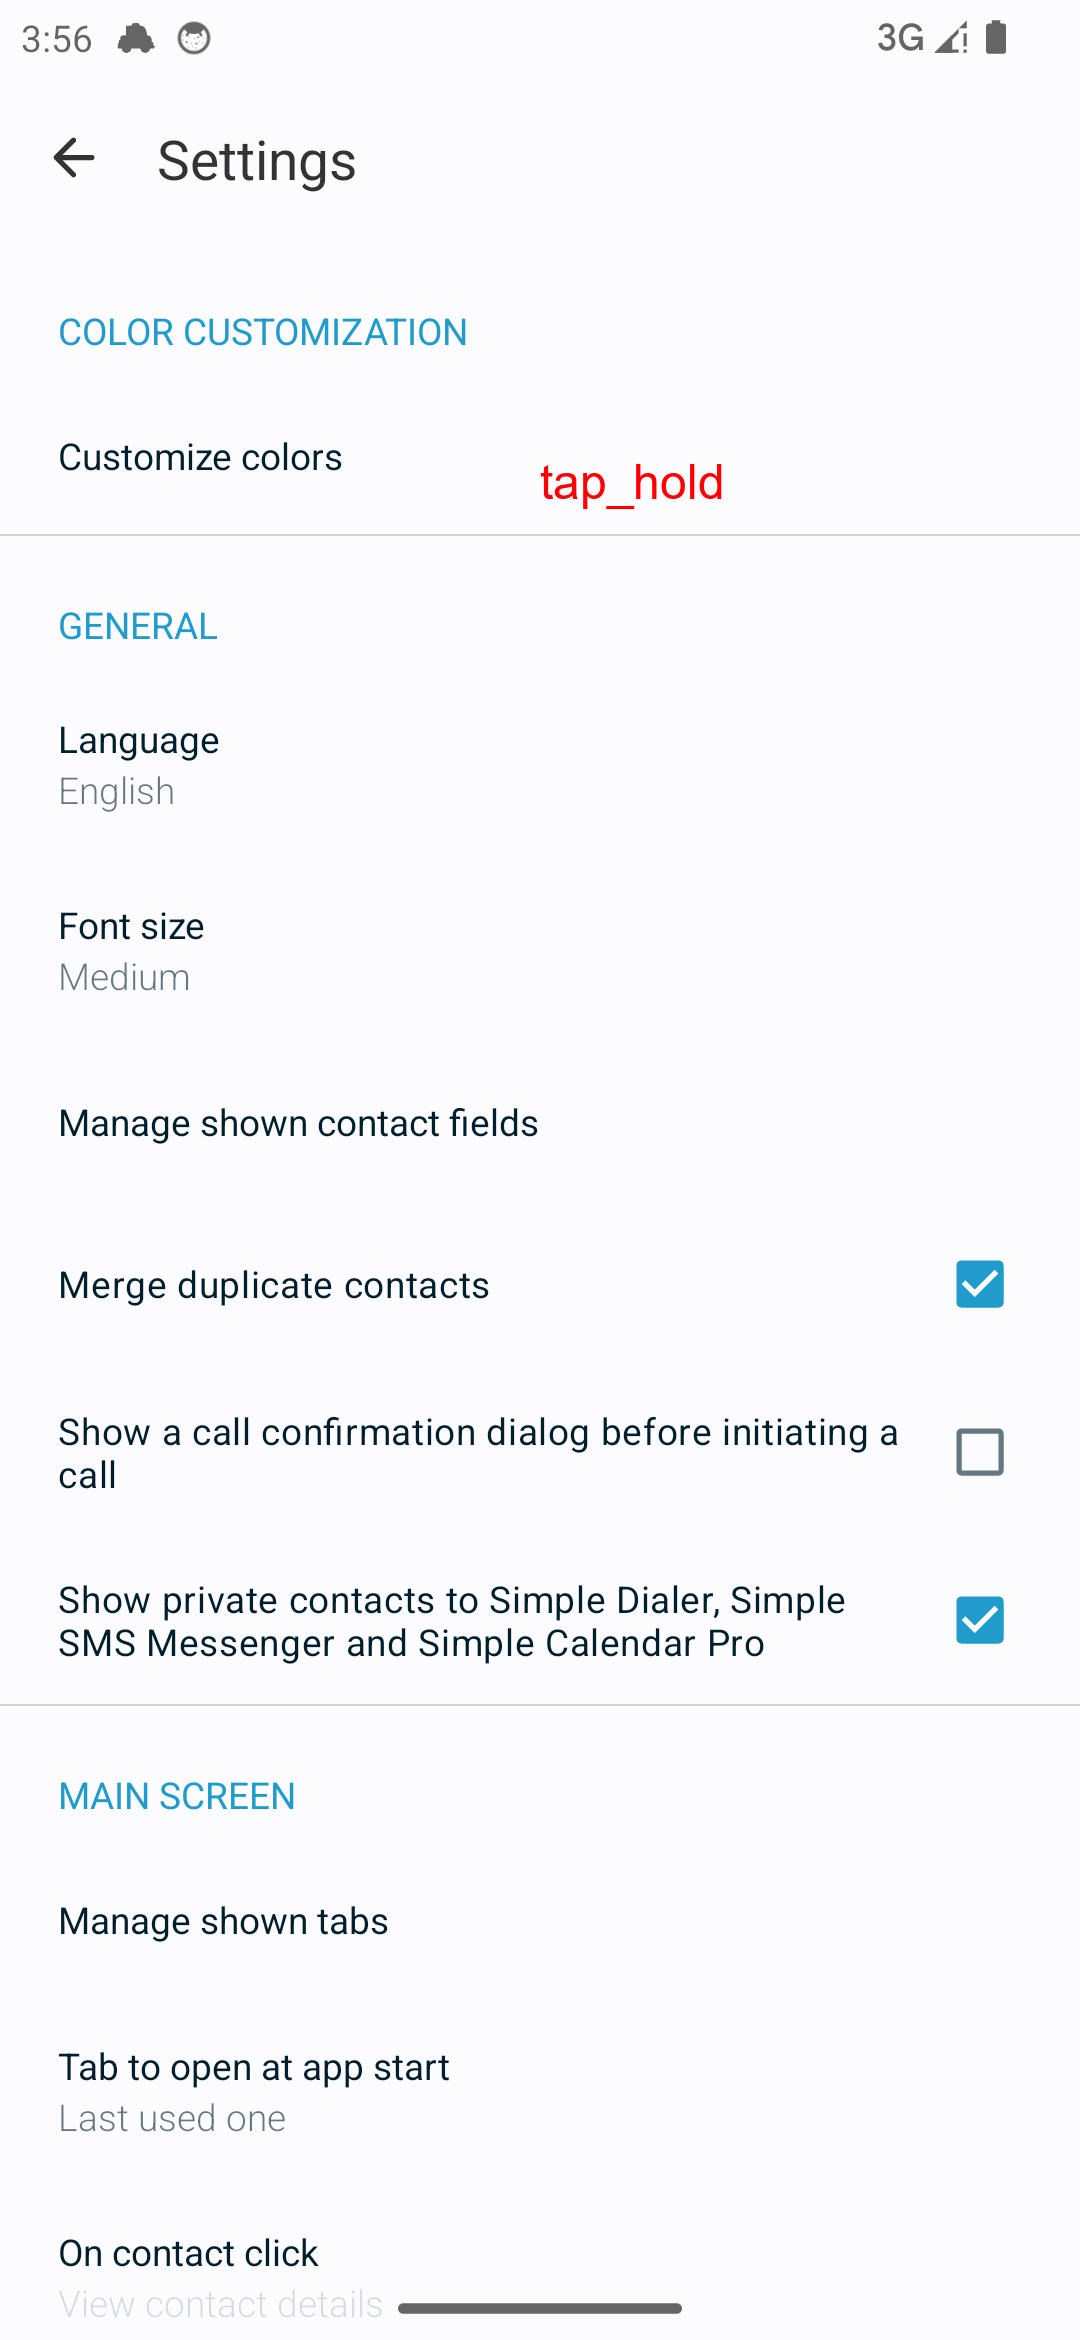 3:56
3G
Settings
COLOR CUSTOMIZATION
Customize colors
tap_hold
GENERAL
Language
English
Font size
Medium
Manage shown contact fields
Merge duplicate contacts
Show a call confirmation dialog before initiating a
call
Show private contacts to Simple Dialer, Simple
SMS Messenger and Simple Calendar Pro
MAIN SCREEN
Manage shown tabs
Tab to open at app start
Last used one
On contact click
View contact details